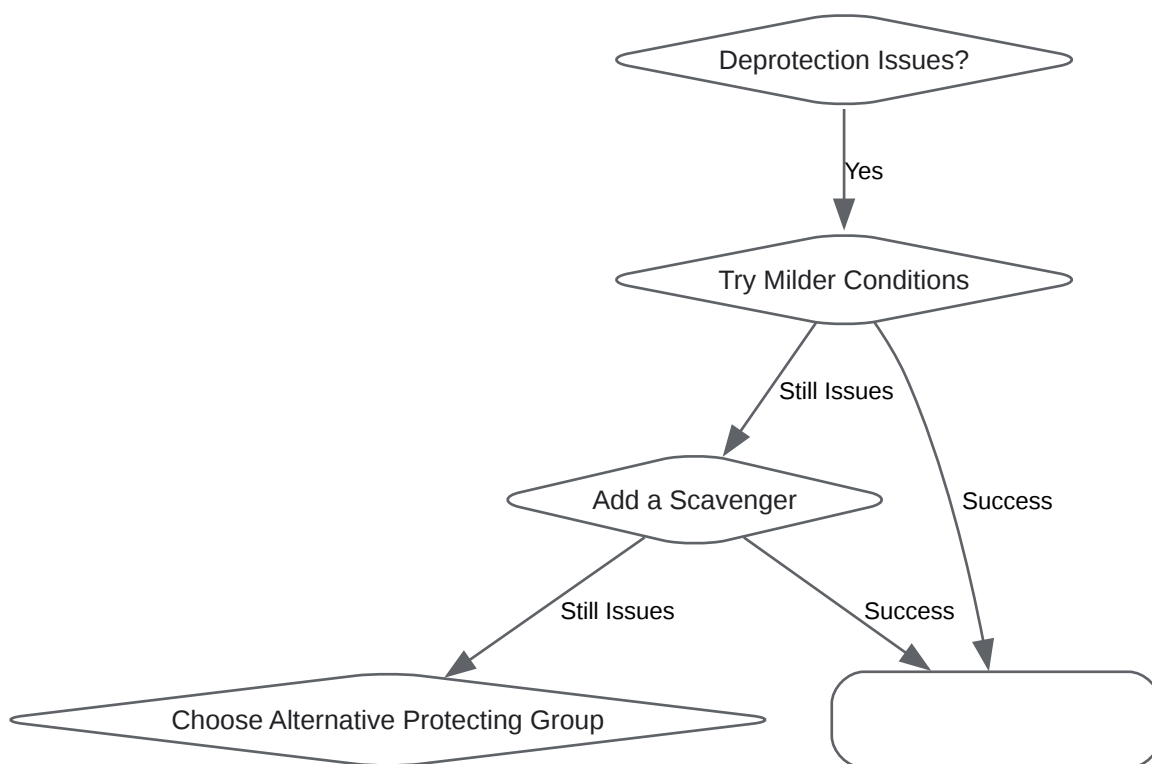 Deprotection Issues?
Yes
Try Milder Conditions
Still Issues
Success
Add a Scavenger
Still Issues
Success
Choose Alternative Protecting Group